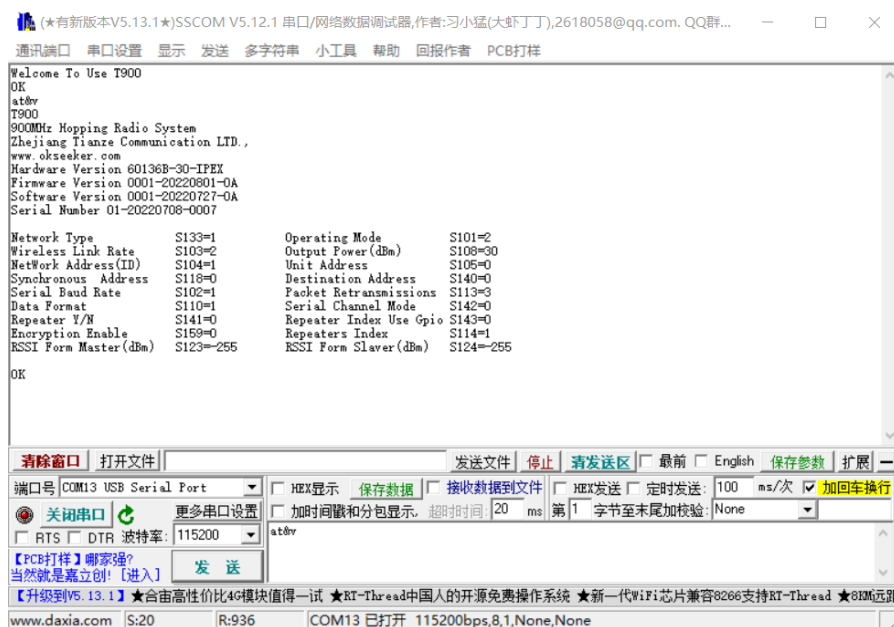 (★有新版本V5.13.1★)SSCOM V5.12.1 串口/网络数据调试器,作者:习小猛(大虾丁丁),2618058@qq.com. QQ群...
通讯端口 串口设置 显示 发送 多字符串 小工具 帮助 回报作者 PCB打样
Welcome To Use T900
OK
at&v
T900
900MHz Hopping Radio System
Zhejiang Tianze Communication LTD.,
www.okseeker.com
Hardware Version 60136B-30-IPEX
Firmware Version 0001-20220801-0A
Software Version 0001-20220727-0A
Serial Number 01-20220708-0007
Network Type S133=1 Operating Mode S101=2
Wireless Link Rate S103=2 Output Power(dBm) S108=30
NetWork Address(ID) S104=1 Unit Address S105=0
Synchronous Address S118=0 Destination Address S140=0
Serial Baud Rate S102=1 Packet Retransmissions S113=3
Data Format S110=1 Serial Channel Mode S142=0
Repeater Y/N S141=0 Repeater Index Use Gpio S143=0
Encryption Enable S159=0 Repeaters Index S114=1
RSSI Form Master(dBm) S123=-255 RSSI Form Slaver(dBm) S124=-255
OK
清除窗口 打开文件 发送文件 停止 清发送区 最前 English 保存参数 扩展 —
端口号 COM13 USB Serial Port HEX显示 保存数据 接收数据到文件 HEX发送 定时发送: 100 ms/次 加回车换行
关闭串口 更多串口设置 加时间戳和分包显示, 超时时间: 20 ms 第 1 字节 至 末尾 加校验: None
RTS DTR 波特率: 115200 at&v
【PCB打样】哪家强?
当然就是嘉立创! [进入] 发 送
【升级到V5.13.1】★合宙高性价比4G模块值得一试 ★RT-Thread中国人的开源免费操作系统 ★新一代WiFi芯片兼容8266支持RT-Thread ★8KM远距
www.daxia.com S:20 R:936 COM13 已打开 115200bps,8,1,None,None